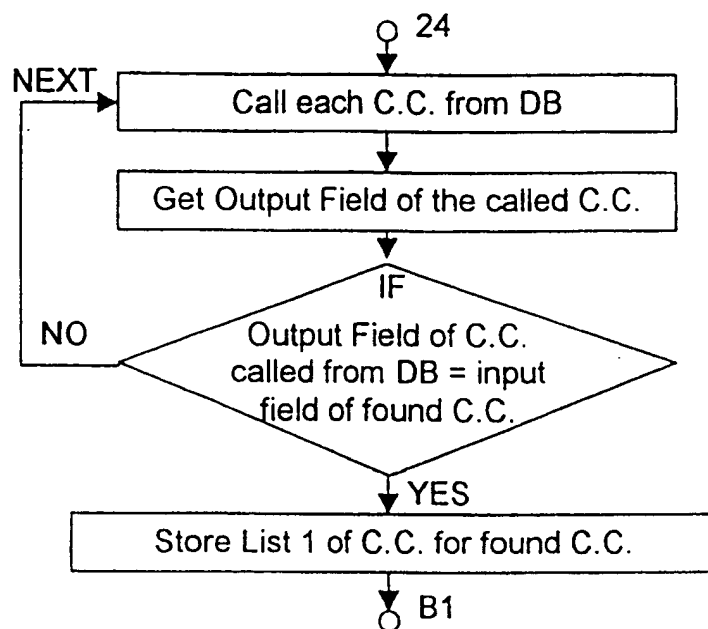 24
NEXT
Call each C.C. from DB
Get Output Field of the called C.C.
IF
NO
Output Field of C.C.
called from DB = input
field of found C.C.
YES
Store List 1 of C.C. for found C.C.
B1